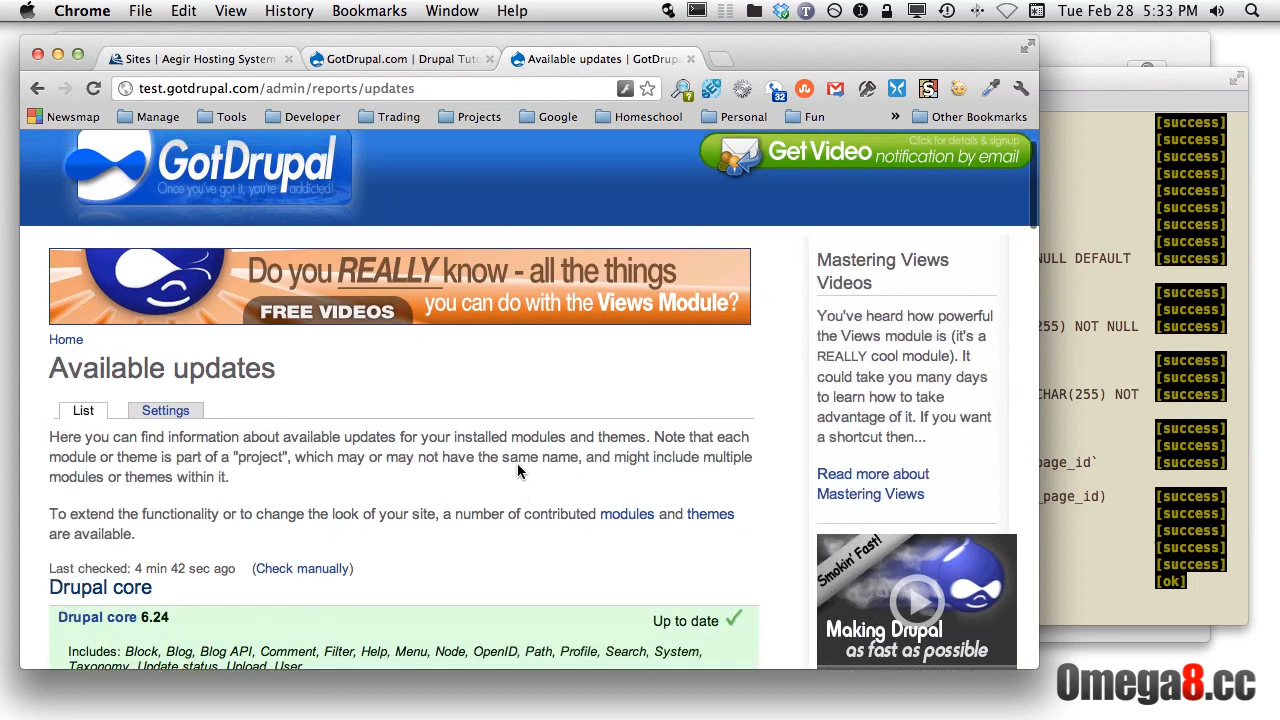 Chrome File Edit View History Bookmarks Window Help Tue Feb 28 5:33 PM
Sites | Aegir Hosting System
GotDrupal.com | Drupal Tut
Available updates | GotDrup
test.gotdrupal.com/admin/reports/updates
32
Newsmap Manage Tools Developer Trading Projects Google Homeschool Personal Fun » Other Bookmarks
GotDrupal
Once you've got it, you're addicted!
Click for details & signup
GetVideo notification by email
Do you REALLY know - all the things
you can do with the Views Module?
FREE VIDEOS
Home
Available updates
List Settings
Here you can find information about available updates for your installed modules and themes. Note that each
module or theme is part of a "project", which may or may not have the same name, and might include multiple
modules or themes within it.
To extend the functionality or to change the look of your site, a number of contributed modules and themes
are available.
Last checked: 4 min 42 sec ago (Check manually)
Drupal core
Drupal core 6.24
Up to date
Includes: Block, Blog, Blog API, Comment, Filter, Help, Menu, Node, OpenID, Path, Profile, Search, System,
Taxonomy, Update status, Upload, User
Mastering Views
Videos
You've heard how powerful
the Views module is (it's a
REALLY cool module). It
could take you many days
to learn how to take
advantage of it. If you want
a shortcut then...
Read more about
Mastering Views
Smokin' Fast!
Making Drupal
as fast as possible
[success]
[success]
[success]
[success]
[success]
[success]
[success]
[success]
NULL DEFAULT [success]
[success]
[success]
255) NOT NULL [success]
[success]
[success]
CHAR(255) NOT [success]
[success]
[success]
page_id` [success]
_page_id) [success]
[success]
[success]
[success]
[success]
[ok]
Omega8.cc